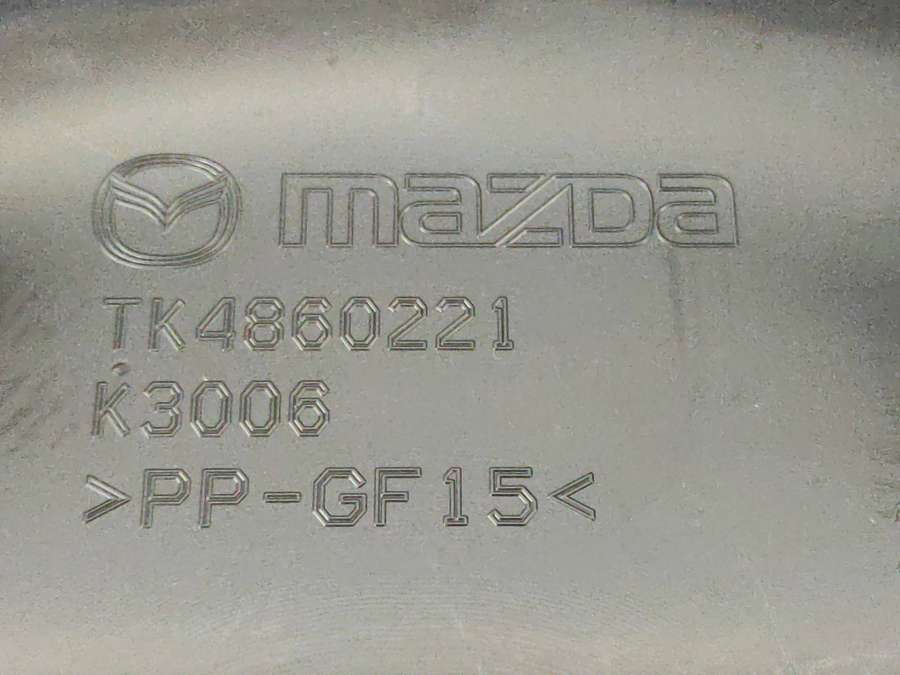 mazda
TK4860221
K3006
>PP-GF15<